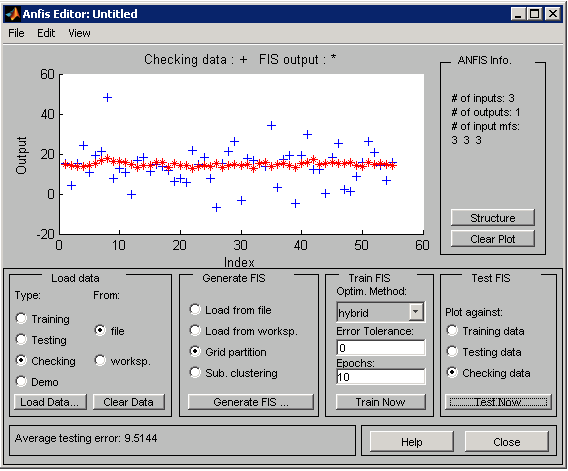 Anfis Editor: Untitled
File Edit View
Checking data : + FIS output : *
60
40
20
0
-20
Output
0 10 20 30 40 50 60
Index
ANFIS Info.
# of inputs: 3
# of outputs: 1
# of input mfs:
3 3 3
Structure
Clear Plot
Load data
Type: From:
Training
file
Testing
Checking
worksp.
Demo
Load Data... Clear Data
Generate FIS
Load from file
Load from worksp.
Grid partition
Sub. clustering
Generate FIS ...
Train FIS
Optim. Method:
hybrid
Error Tolerance:
0
Epochs:
10
Train Now
Test FIS
Plot against:
Training data
Testing data
Checking data
Test Now
Average testing error: 9.5144
Help Close